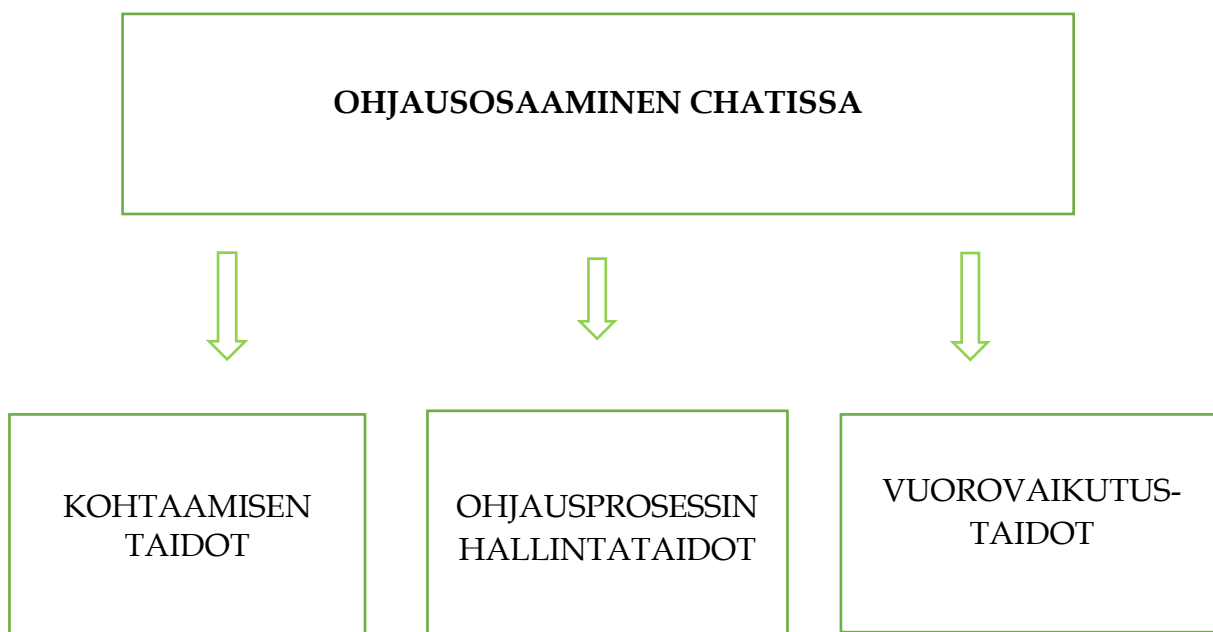 OHJAUSOSAAMINEN CHATISSA
KOHTAAMISEN
TAIDOT
OHJAUSPROSESSIN
HALLINTATAIDOT
VUOROVAIKUTUS-
TAIDOT